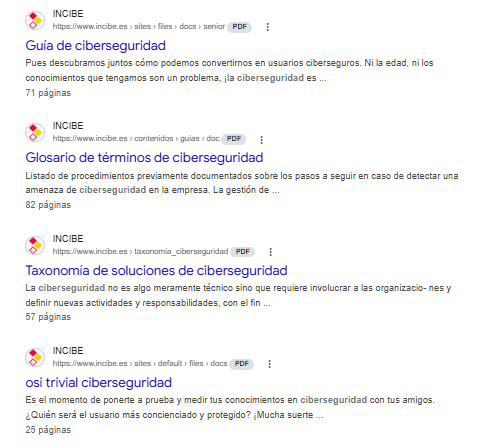 INCIBE
https://www.incibe.es › sites › files › docs › senior PDF
Guía de ciberseguridad
Pues descubramos juntos cómo podemos convertirnos en usuarios ciberseguros. Ni la edad, ni los
conocimientos que tengamos son un problema, ¡la ciberseguridad es ...
71 páginas
INCIBE
https://www.incibe.es › contenidos › guias › doc PDF
Glosario de términos de ciberseguridad
Listado de procedimientos previamente documentados sobre los pasos a seguir en caso de detectar una
amenaza de ciberseguridad en la empresa. La gestión de ...
82 páginas
INCIBE
https://www.incibe.es › taxonomia_ciberseguridad PDF
Taxonomía de soluciones de ciberseguridad
La ciberseguridad no es algo meramente técnico sino que requiere involucrar a las organizacio- nes y
definir nuevas actividades y responsabilidades, con el fin ...
57 páginas
INCIBE
https://www.incibe.es › sites › default › files › docs PDF
osi trivial ciberseguridad
Es el momento de ponerte a prueba y medir tus conocimientos en ciberseguridad con tus amigos.
¿Quién será el usuario más concienciado y protegido? ¡Mucha suerte ...
25 páginas